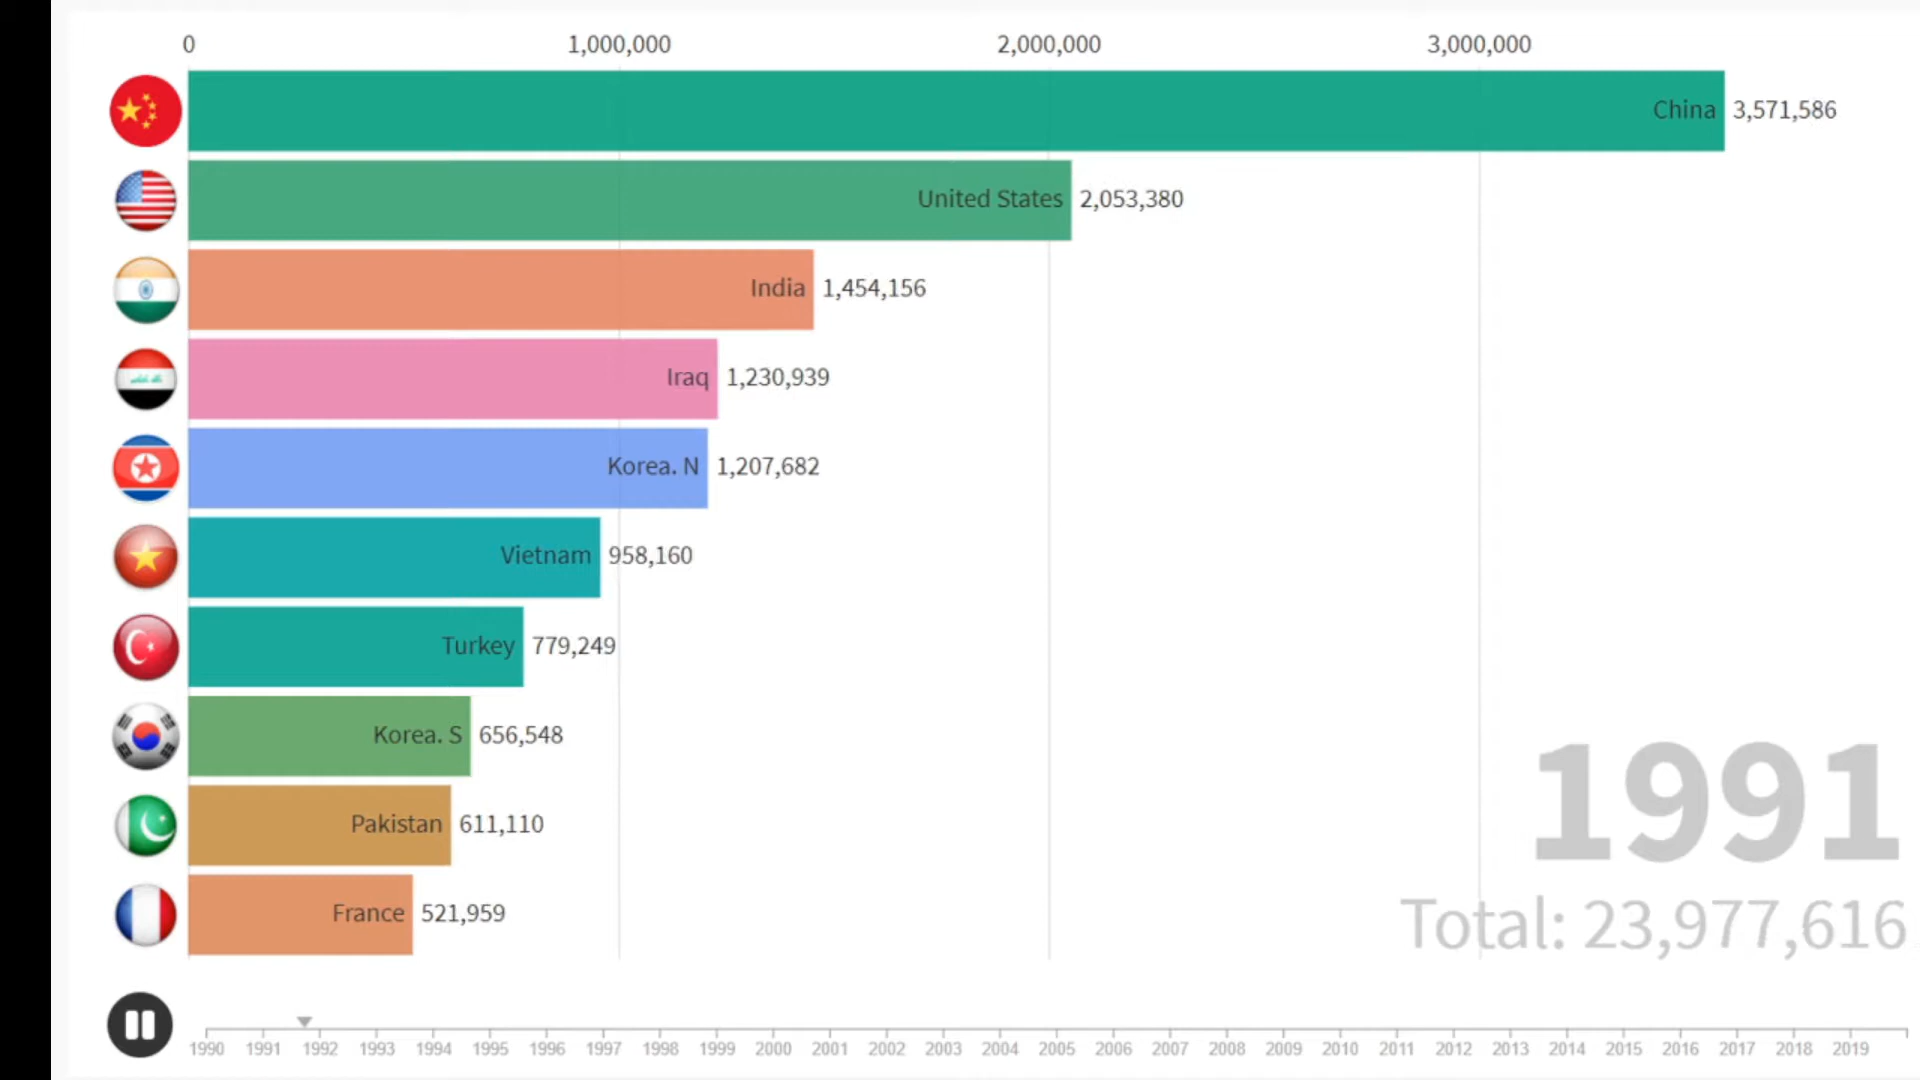 0 1,000,000 2,000,000 3,000,000
China 3,571,586
United States 2,053,380
India 1,454,156
Iraq 1,230,939
Korea. N 1,207,682
Vietnam 958,160
Turkey 779,249
Korea. S 656,548
Pakistan 611,110
France 521,959
1991
Total: 23,977,616
1990 1991 1992 1993 1994 1995 1996 1997 1998 1999 2000 2001 2002 2003 2004 2005 2006 2007 2008 2009 2010 2011 2012 2013 2014 2015 2016 2017 2018 2019